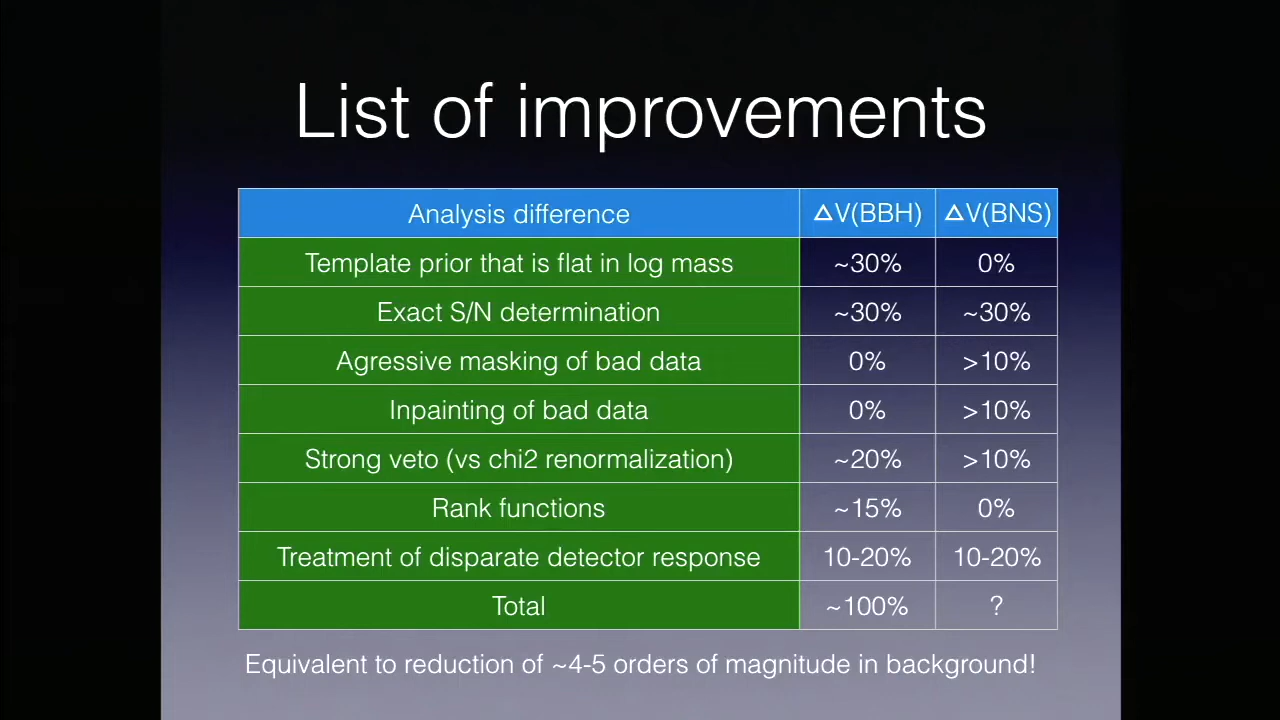 List of improvements
Analysis difference ΔV(BBH) ΔV(BNS)
Template prior that is flat in log mass ~30% 0%
Exact S/N determination ~30% ~30%
Agressive masking of bad data 0% >10%
Inpainting of bad data 0% >10%
Strong veto (vs chi2 renormalization) ~20% >10%
Rank functions ~15% 0%
Treatment of disparate detector response 10-20% 10-20%
Total ~100% ?
Equivalent to reduction of ~4-5 orders of magnitude in background!